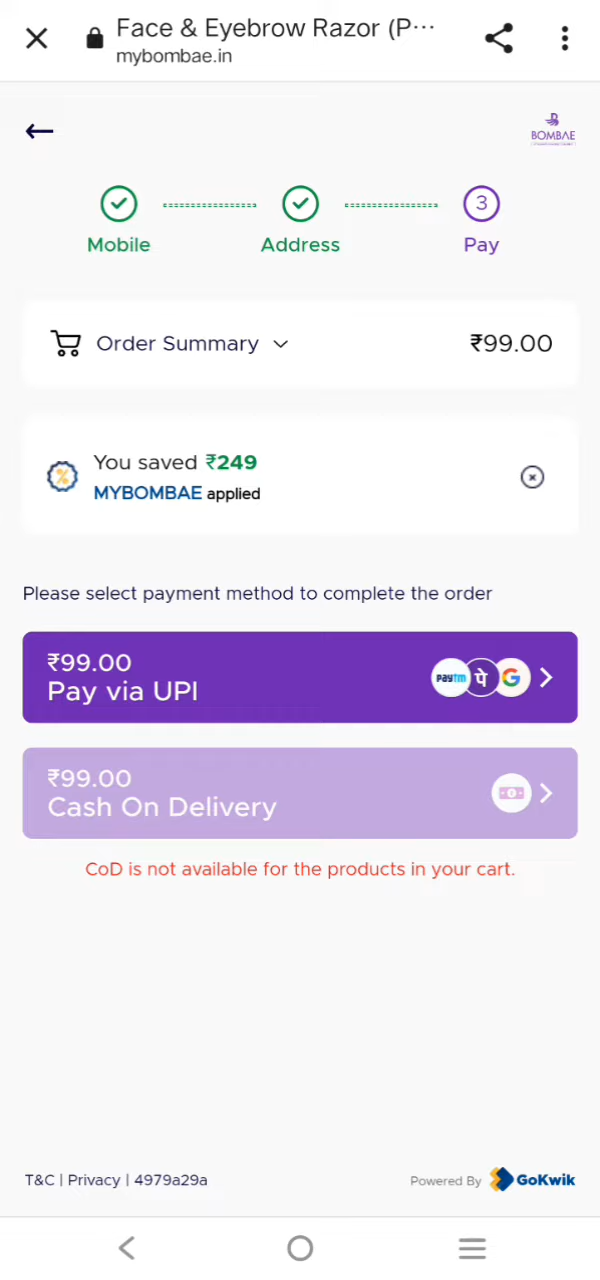 Face & Eyebrow Razor (P...
mybombae.in
BOMBAE
Mobile
Address
3
Pay
Order Summary
₹99.00
You saved ₹249
MYBOMBAE applied
Please select payment method to complete the order
₹99.00
Pay via UPI
paytm पे G
₹99.00
Cash On Delivery
CoD is not available for the products in your cart.
T&C | Privacy | 4979a29a
Powered By GoKwik